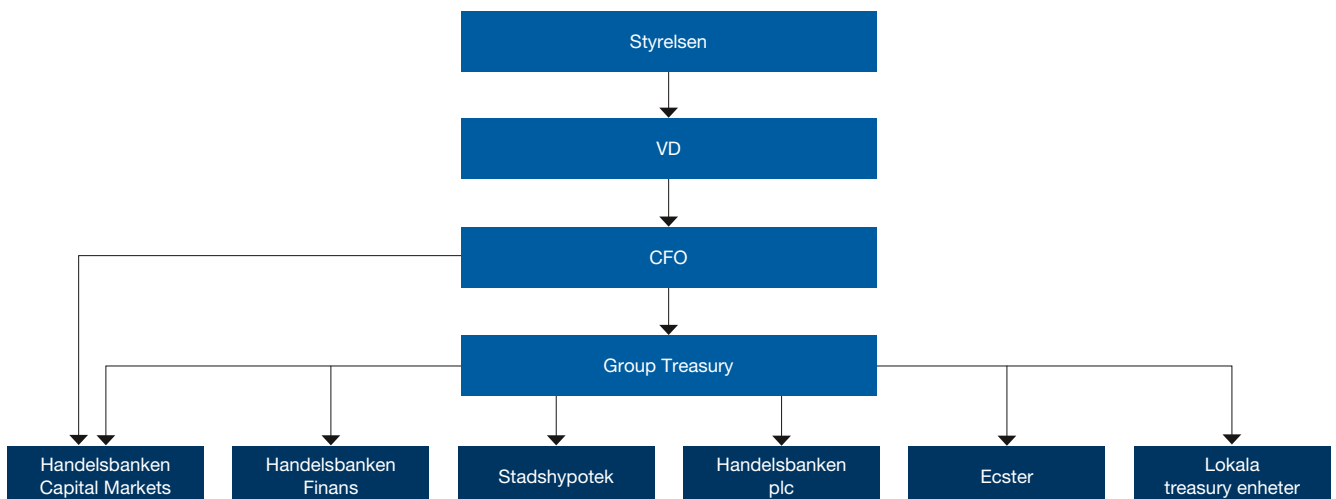 Styrelsen
VD
CFO
Group Treasury
Handelsbanken
Capital Markets
Handelsbanken
Finans
Stadshypotek
Handelsbanken
plc
Ecster
Lokala
treasury enheter